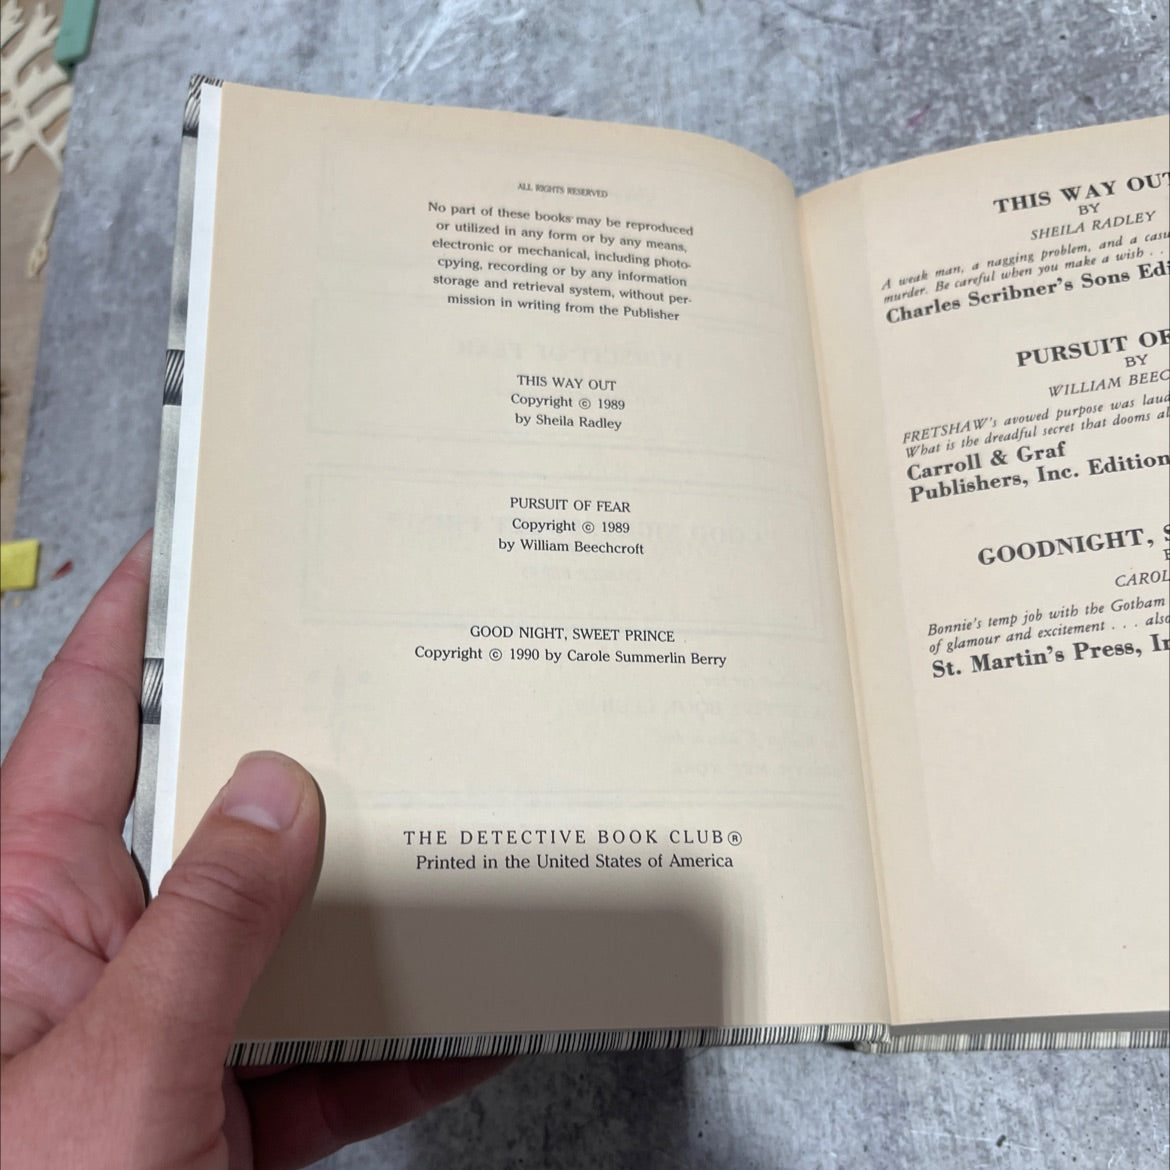 ALL RIGHTS RESERVED
No part of these books may be reproduced
or utilized in any form or by any means,
electronic or mechanical, including photo-
cpying, recording or by any information
storage and retrieval system, without per-
mission in writing from the Publisher
THIS WAY OUT
Copyright © 1989
by Sheila Radley
PURSUIT OF FEAR
Copyright © 1989
by William Beechcroft
GOOD NIGHT, SWEET PRINCE
Copyright © 1990 by Carole Summerlin Berry
THE DETECTIVE BOOK CLUB®
Printed in the United States of America
THIS WAY OUT
BY
SHEILA RADLEY
A weak man, a nagging problem, and a casu
murder. Be careful when you make a wish . .
Charles Scribner's Sons Edi
PURSUIT OF
BY
WILLIAM BEEC
FRETSHAW's avowed purpose was laud
What is the dreadful secret that dooms al
Carroll & Graf
Publishers, Inc. Edition
GOODNIGHT, S
CAROL
Bonnie's temp job with the Gotham
of glamour and excitement . . . also
St. Martin's Press, In